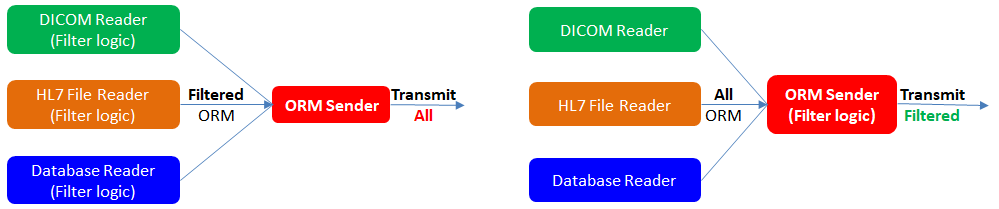 DICOM Reader
(Filter logic)
HL7 File Reader
(Filter logic)
Database Reader
(Filter logic)
Filtered
ORM
ORM Sender
Transmit
All
DICOM Reader
HL7 File Reader
Database Reader
All
ORM
ORM Sender
(Filter logic)
Transmit
Filtered